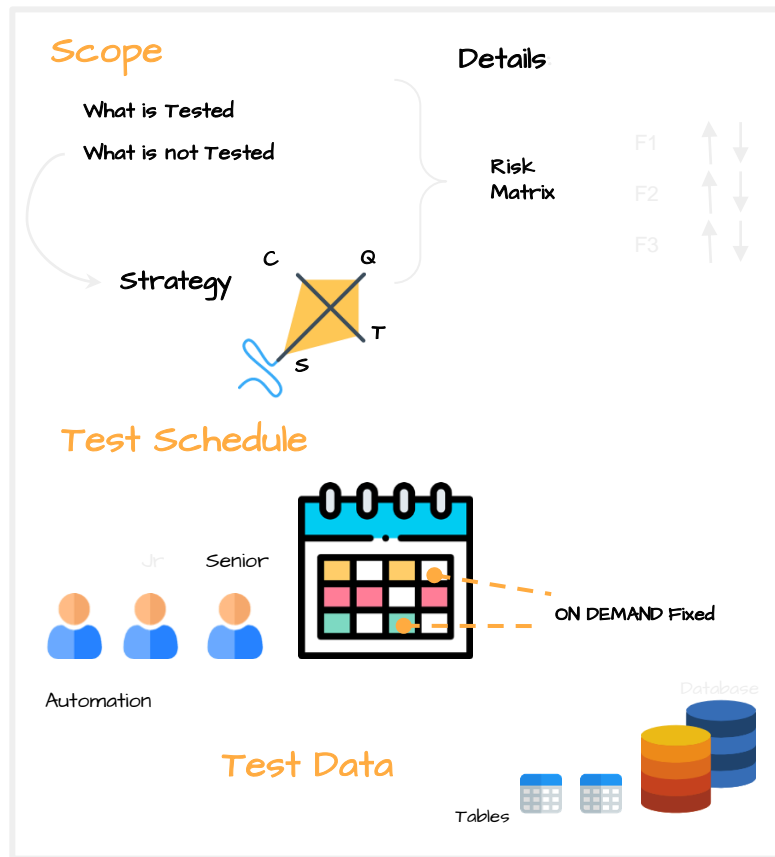 Scope
Details
What is Tested
What is not Tested
Risk
Matrix
F1
F2
F3
Strategy
C
Q
T
S
Test Schedule
Jr
Senior
ON DEMAND Fixed
Automation
Database
Test Data
Tables